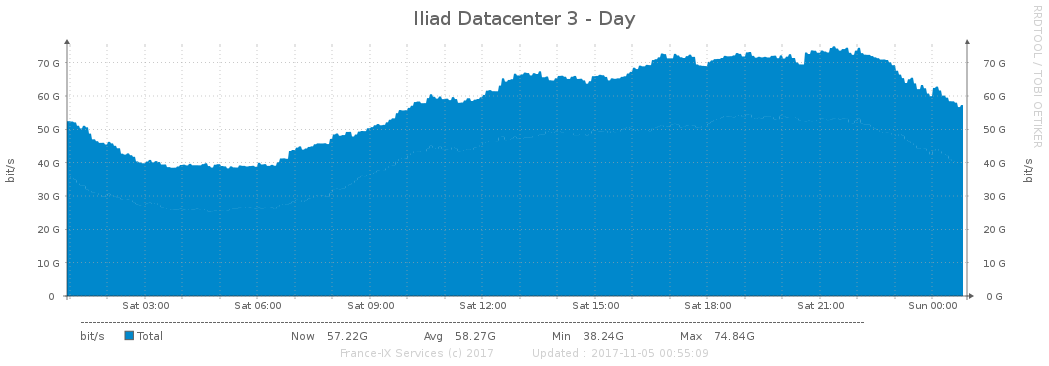 Iliad Datacenter 3 - Day
RRDTOOL / TOBI OETIKER
bit/s
70 G 70 G
60 G 60 G
50 G 50 G
40 G 40 G
30 G 30 G
20 G 20 G
10 G 10 G
0 0 G
bit/s
Sat 03:00 Sat 06:00 Sat 09:00 Sat 12:00 Sat 15:00 Sat 18:00 Sat 21:00 Sun 00:00
bit/s Total Now 57.22G Avg 58.27G Min 38.24G Max 74.84G
France-IX Services (c) 2017 Updated : 2017-11-05 00:55:09